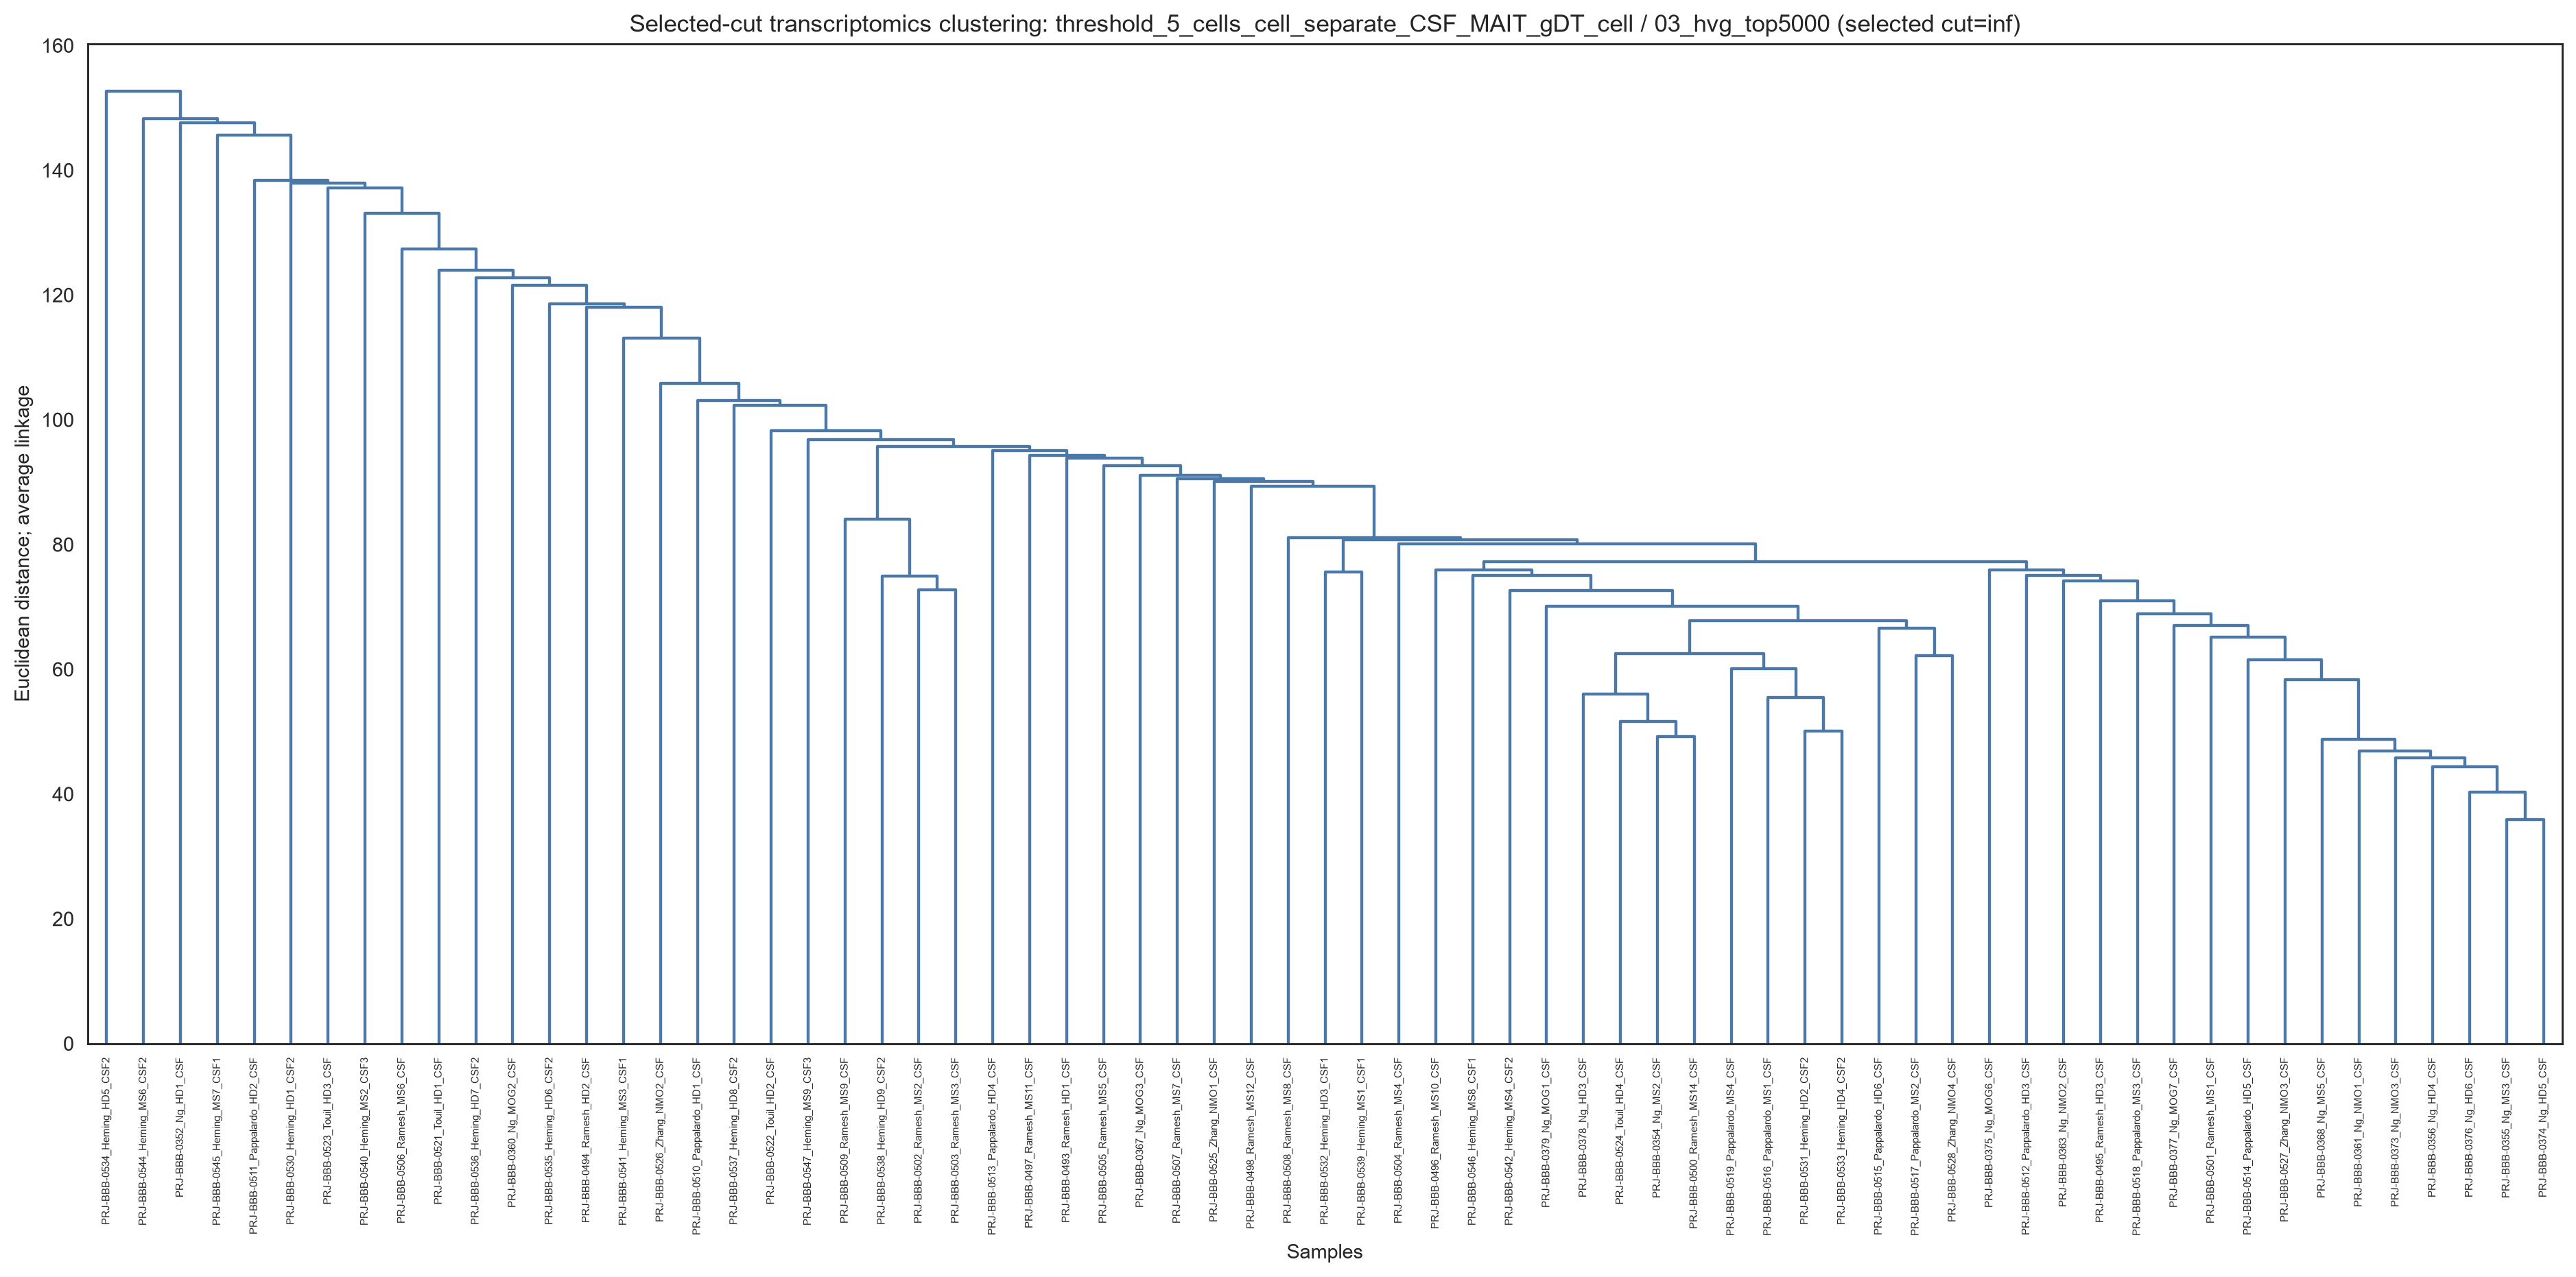 Selected-cut transcriptomics clustering: threshold_5_cells_cell_separate_CSF_MAIT_gDT_cell / 03_hvg_top5000 (selected cut=inf)
160
140
120
100
80
60
40
20
0
Euclidean distance; average linkage
PRJ-BBB-0534_Heming_HD5_CSF2
PRJ-BBB-0544_Heming_MS6_CSF2
PRJ-BBB-0352_Ng_HD1_CSF
PRJ-BBB-0545_Heming_MS7_CSF1
PRJ-BBB-0511_Pappalardo_HD2_CSF
PRJ-BBB-0530_Heming_HD1_CSF2
PRJ-BBB-0523_Touil_HD3_CSF
PRJ-BBB-0540_Heming_MS2_CSF3
PRJ-BBB-0506_Ramesh_MS6_CSF
PRJ-BBB-0521_Touil_HD1_CSF
PRJ-BBB-0536_Heming_HD7_CSF2
PRJ-BBB-0360_Ng_MOG2_CSF
PRJ-BBB-0535_Heming_HD6_CSF2
PRJ-BBB-0494_Ramesh_HD2_CSF
PRJ-BBB-0541_Heming_MS3_CSF1
PRJ-BBB-0526_Zhang_NMO2_CSF
PRJ-BBB-0510_Pappalardo_HD1_CSF
PRJ-BBB-0537_Heming_HD8_CSF2
PRJ-BBB-0522_Touil_HD2_CSF
PRJ-BBB-0547_Heming_MS9_CSF3
PRJ-BBB-0509_Ramesh_MS9_CSF
PRJ-BBB-0538_Heming_HD9_CSF2
PRJ-BBB-0502_Ramesh_MS2_CSF
PRJ-BBB-0503_Ramesh_MS3_CSF
PRJ-BBB-0513_Pappalardo_HD4_CSF
PRJ-BBB-0497_Ramesh_MS11_CSF
PRJ-BBB-0493_Ramesh_HD1_CSF
PRJ-BBB-0505_Ramesh_MS5_CSF
PRJ-BBB-0367_Ng_MOG3_CSF
PRJ-BBB-0507_Ramesh_MS7_CSF
PRJ-BBB-0525_Zhang_NMO1_CSF
PRJ-BBB-0498_Ramesh_MS12_CSF
PRJ-BBB-0508_Ramesh_MS8_CSF
PRJ-BBB-0532_Heming_HD3_CSF1
PRJ-BBB-0539_Heming_MS1_CSF1
PRJ-BBB-0504_Ramesh_MS4_CSF
PRJ-BBB-0496_Ramesh_MS10_CSF
PRJ-BBB-0546_Heming_MS8_CSF1
PRJ-BBB-0542_Heming_MS4_CSF2
PRJ-BBB-0379_Ng_MOG1_CSF
PRJ-BBB-0378_Ng_HD3_CSF
PRJ-BBB-0524_Touil_HD4_CSF
PRJ-BBB-0354_Ng_MS2_CSF
PRJ-BBB-0500_Ramesh_MS14_CSF
PRJ-BBB-0519_Pappalardo_MS4_CSF
PRJ-BBB-0516_Pappalardo_MS1_CSF
PRJ-BBB-0531_Heming_HD2_CSF2
PRJ-BBB-0533_Heming_HD4_CSF2
PRJ-BBB-0515_Pappalardo_HD6_CSF
PRJ-BBB-0517_Pappalardo_MS2_CSF
PRJ-BBB-0528_Zhang_NMO4_CSF
PRJ-BBB-0375_Ng_MOG6_CSF
PRJ-BBB-0512_Pappalardo_HD3_CSF
PRJ-BBB-0363_Ng_NMO2_CSF
PRJ-BBB-0495_Ramesh_HD3_CSF
PRJ-BBB-0518_Pappalardo_MS3_CSF
PRJ-BBB-0377_Ng_MOG7_CSF
PRJ-BBB-0501_Ramesh_MS1_CSF
PRJ-BBB-0514_Pappalardo_HD5_CSF
PRJ-BBB-0527_Zhang_NMO3_CSF
PRJ-BBB-0368_Ng_MS5_CSF
PRJ-BBB-0361_Ng_NMO1_CSF
PRJ-BBB-0373_Ng_NMO3_CSF
PRJ-BBB-0356_Ng_HD4_CSF
PRJ-BBB-0376_Ng_HD6_CSF
PRJ-BBB-0355_Ng_MS3_CSF
PRJ-BBB-0374_Ng_HD5_CSF
Samples